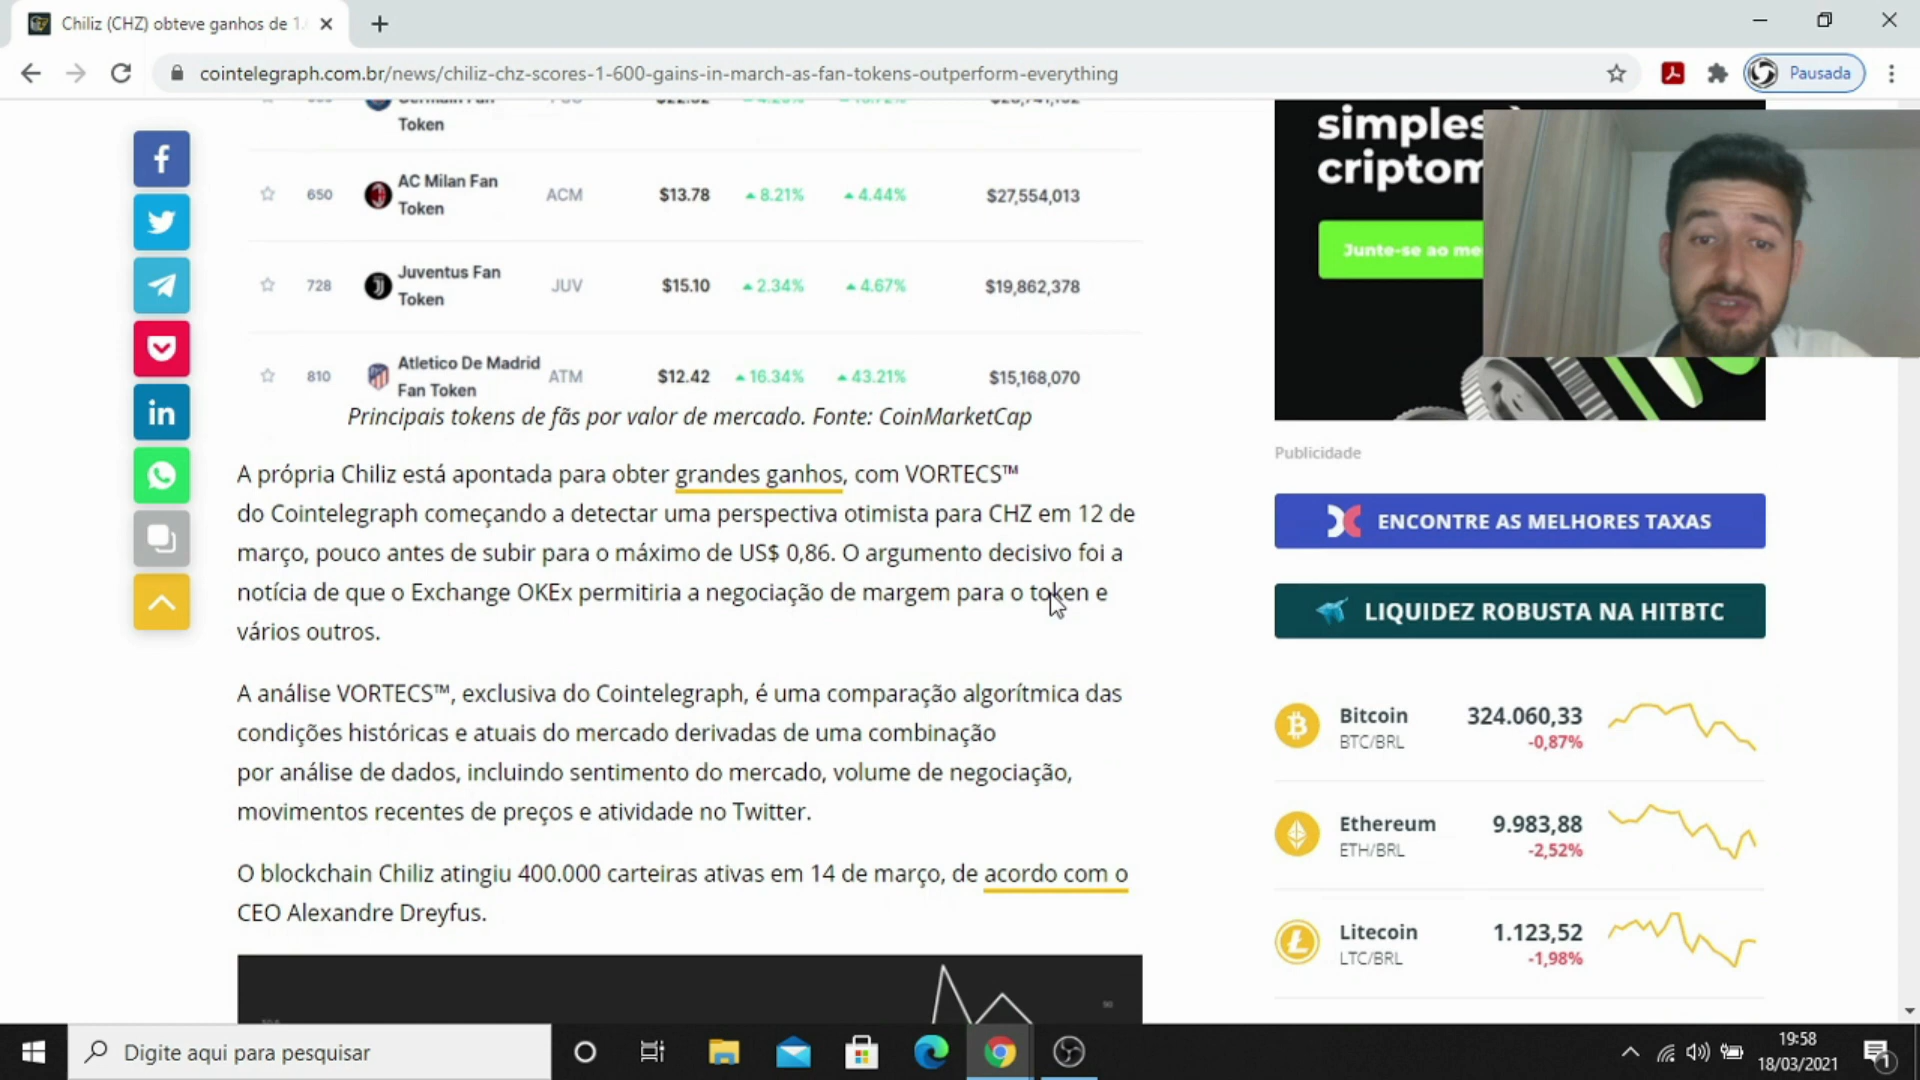 Chiliz (CHZ) obteve ganhos de 1.
cointelegraph.com.br/news/chiliz-chz-scores-1-600-gains-in-march-as-fan-tokens-outperform-everything
Pausada
Germain Fan
Token
AC Milan Fan
650 ACM $13.78 8.21% 4.44% $27,554,013
Token
Juventus Fan
728 JUV $15.10 2.34% 4.67% $19,862,378
Token
Atletico De Madrid
810 ATM $12.42 16.34% 43.21% $15,168,070
Fan Token
Principais tokens de fãs por valor de mercado. Fonte: CoinMarketCap
A própria Chiliz está apontada para obter grandes ganhos, com VORTECS™
do Cointelegraph começando a detectar uma perspectiva otimista para CHZ em 12 de
março, pouco antes de subir para o máximo de US$ 0,86. O argumento decisivo foi a
notícia de que o Exchange OKEx permitiria a negociação de margem para o token e
vários outros.
A análise VORTECS™, exclusiva do Cointelegraph, é uma comparação algorítmica das
condições históricas e atuais do mercado derivadas de uma combinação
por análise de dados, incluindo sentimento do mercado, volume de negociação,
movimentos recentes de preços e atividade no Twitter.
O blockchain Chiliz atingiu 400.000 carteiras ativas em 14 de março, de acordo com o
CEO Alexandre Dreyfus.
simples
criptom
Junte-se ao me
Publicidade
ENCONTRE AS MELHORES TAXAS
LIQUIDEZ ROBUSTA NA HITBTC
Bitcoin 324.060,33
BTC/BRL -0,87%
Ethereum 9.983,88
ETH/BRL -2,52%
Litecoin 1.123,52
LTC/BRL -1,98%
Digite aqui para pesquisar
19:58
18/03/2021
1